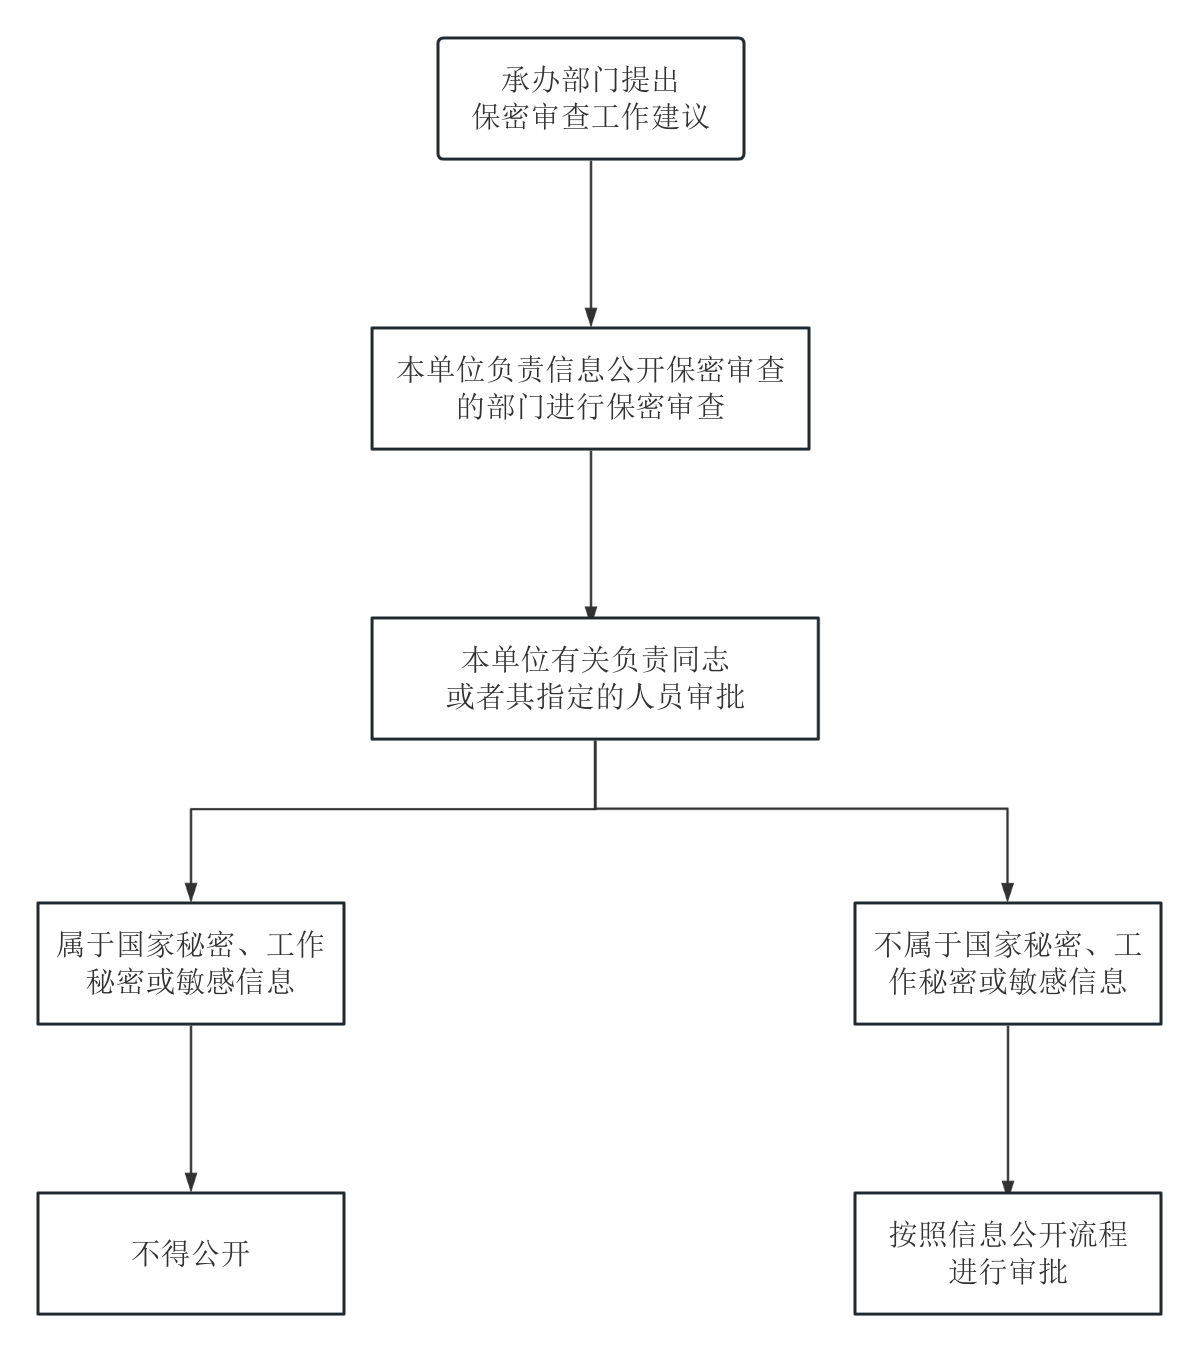 承办部门提出
保密审查工作建议
本单位负责信息公开保密审查
的部门进行保密审查
本单位有关负责同志
或者其指定的人员审批
属于国家秘密、工作
秘密或敏感信息
不属于国家秘密、工
作秘密或敏感信息
不得公开
按照信息公开流程
进行审批